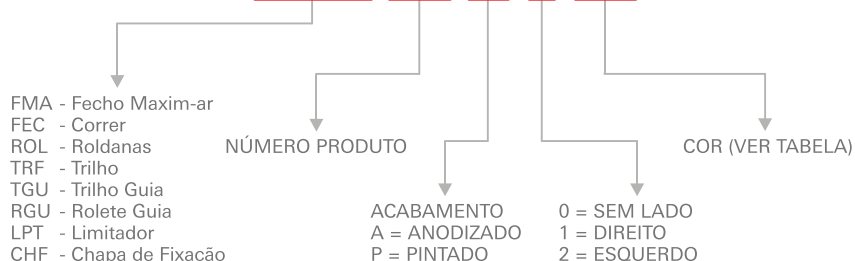 FMA - Fecho Maxim-ar
FEC - Correr
ROL - Roldanas
TRF - Trilho
TGU - Trilho Guia
RGU - Rolete Guia
LPT - Limitador
CHF - Chapa de Fixação
NÚMERO PRODUTO
ACABAMENTO
A = ANODIZADO
P = PINTADO
0 = SEM LADO
1 = DIREITO
2 = ESQUERDO
COR (VER TABELA)